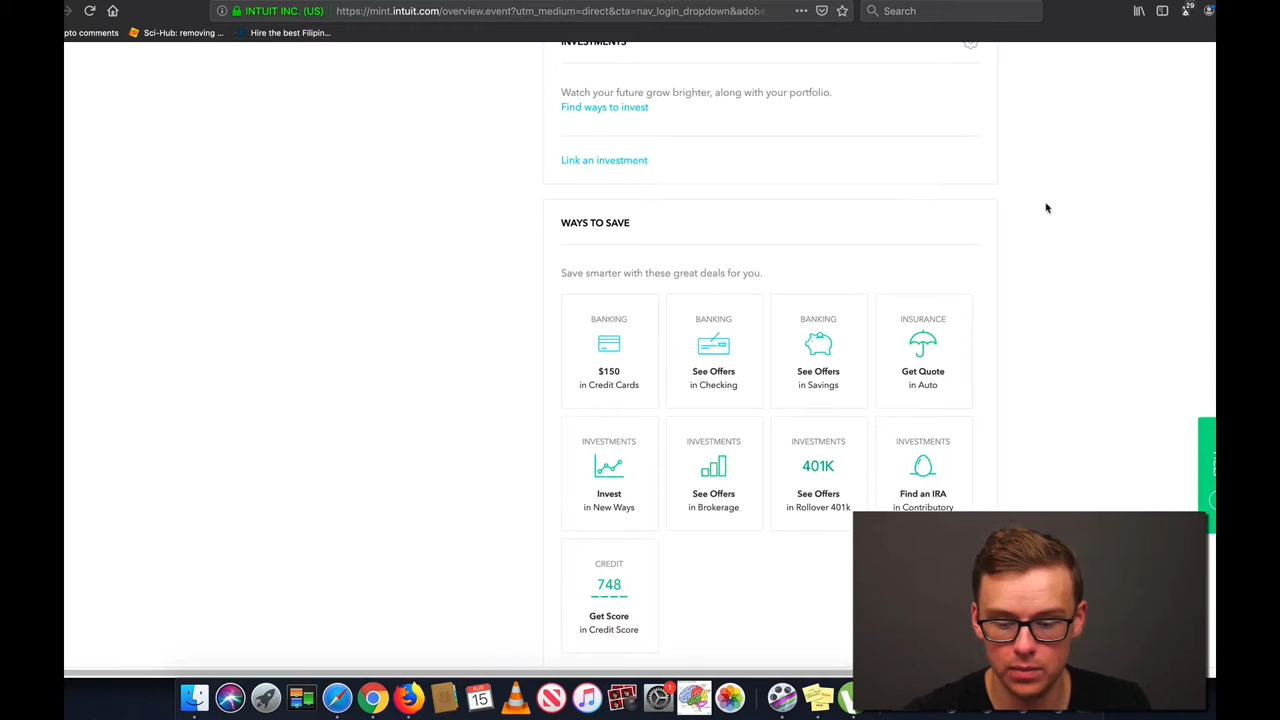 INTUIT INC. (US)
https://mint.intuit.com/overview.event?utm_medium=direct&cta=nav_login_dropdown&adobe_
Search
29
pto comments
Sci-Hub: removing ...
Hire the best Filipin...
INVESTMENTS
Watch your future grow brighter, along with your portfolio.
Find ways to invest
Link an investment
WAYS TO SAVE
Save smarter with these great deals for you.
BANKING
$150
in Credit Cards
BANKING
See Offers
in Checking
BANKING
See Offers
in Savings
INSURANCE
Get Quote
in Auto
INVESTMENTS
Invest
in New Ways
INVESTMENTS
See Offers
in Brokerage
INVESTMENTS
401K
See Offers
in Rollover 401k
INVESTMENTS
Find an IRA
in Contributory
CREDIT
748
Get Score
in Credit Score
AUG
15
1